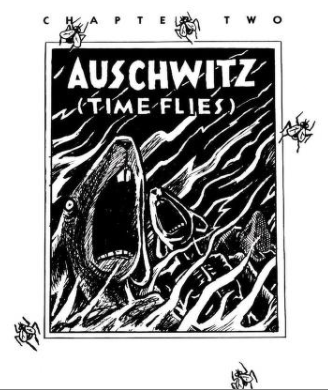 CHAPTER TWO
AUSCHWITZ
(TIME FLIES)